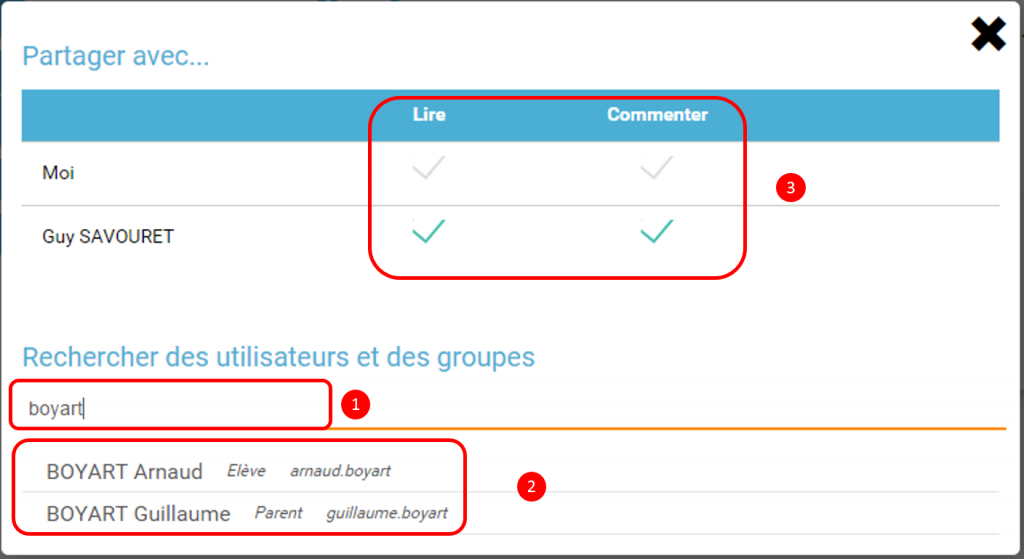 Partager avec...
Lire Commenter
Moi
3
Guy SAVOURET
Rechercher des utilisateurs et des groupes
boyart 1
BOYART Arnaud Elève arnaud.boyart
2
BOYART Guillaume Parent guillaume.boyart